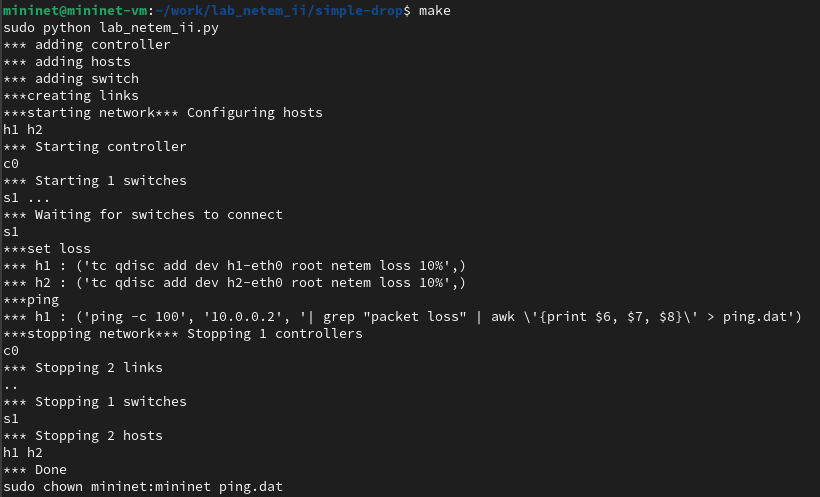 mininet@mininet-vm:~/work/lab_netem_ii/simple-drop$ make
sudo python lab_netem_ii.py
*** adding controller
*** adding hosts
*** adding switch
***creating links
***starting network*** Configuring hosts
h1 h2
*** Starting controller
c0
*** Starting 1 switches
s1 ...
*** Waiting for switches to connect
s1
***set loss
*** h1 : ('tc qdisc add dev h1-eth0 root netem loss 10%',)
*** h2 : ('tc qdisc add dev h2-eth0 root netem loss 10%',)
***ping
*** h1 : ('ping -c 100', '10.0.0.2', '| grep "packet loss" | awk \'{print $6, $7, $8}\' > ping.dat')
***stopping network*** Stopping 1 controllers
c0
*** Stopping 2 links
..
*** Stopping 1 switches
s1
*** Stopping 2 hosts
h1 h2
*** Done
sudo chown mininet:mininet ping.dat